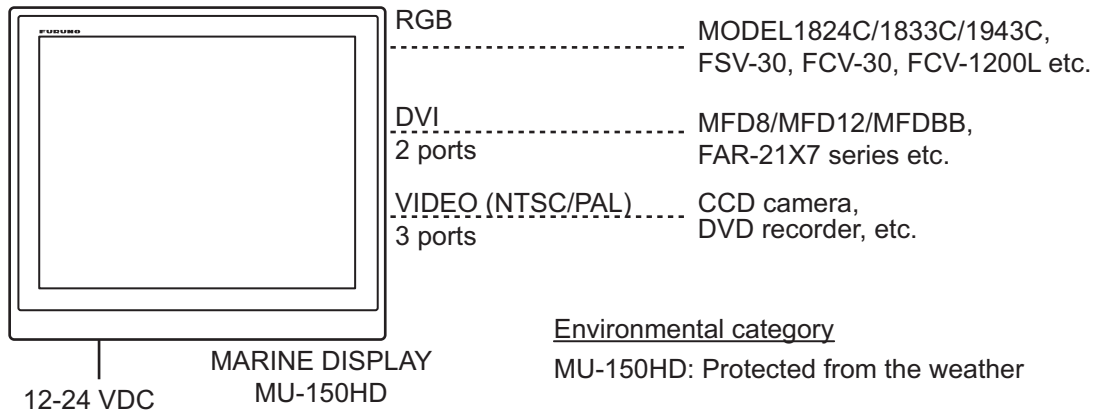 FURUNO
RGB
MODEL1824C/1833C/1943C,
FSV-30, FCV-30, FCV-1200L etc.
DVI
2 ports
MFD8/MFD12/MFDBB,
FAR-21X7 series etc.
VIDEO (NTSC/PAL)
3 ports
CCD camera,
DVD recorder, etc.
12-24 VDC
MARINE DISPLAY
MU-150HD
Environmental category
MU-150HD: Protected from the weather